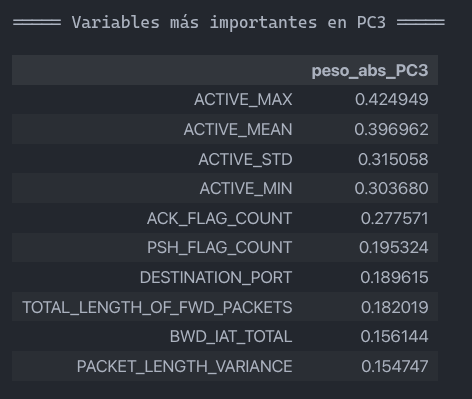 ===== Variables más importantes en PC3 =====
peso_abs_PC3
ACTIVE_MAX 0.424949
ACTIVE_MEAN 0.396962
ACTIVE_STD 0.315058
ACTIVE_MIN 0.303680
ACK_FLAG_COUNT 0.277571
PSH_FLAG_COUNT 0.195324
DESTINATION_PORT 0.189615
TOTAL_LENGTH_OF_FWD_PACKETS 0.182019
BWD_IAT_TOTAL 0.156144
PACKET_LENGTH_VARIANCE 0.154747